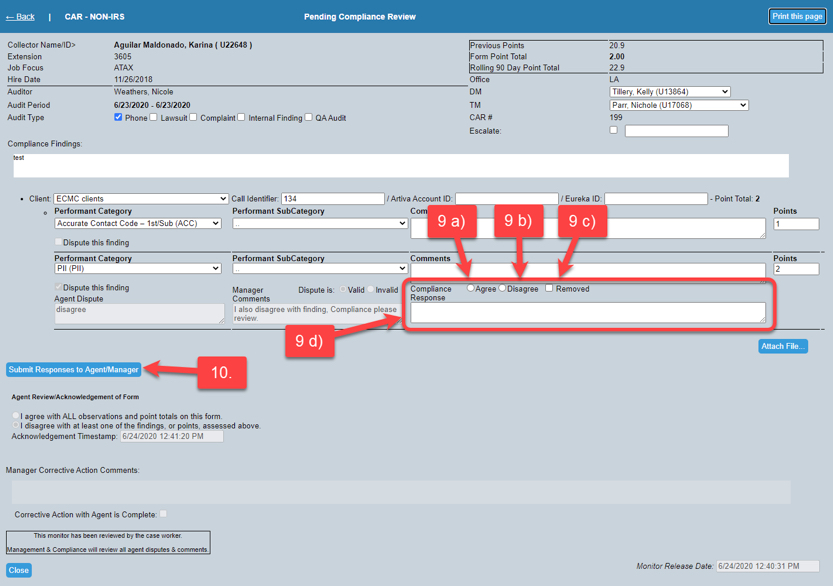 ← Back | CAR - NON-IRS Pending Compliance Review Print this page
Collector Name/ID> Aguilar Maldonado, Karina ( U22648 ) Previous Points 20.9
Extension 3605 Form Point Total 2.00
Job Focus ATAX Rolling 90 Day Point Total 22.9
Hire Date 11/26/2018 Office LA
Auditor Weathers, Nicole DM Tillery, Kelly (U13864)
Audit Period 6/23/2020 - 6/23/2020 TM Parr, Nichole (U17068)
Audit Type Phone Lawsuit Complaint Internal Finding QA Audit CAR # 199
Escalate:
Compliance Findings:
test
Client: ECMC clients Call Identifier: 134 / Artiva Account ID: / Eureka ID: - Point Total: 2
Performant Category Performant SubCategory Points
Accurate Contact Code – 1st/Sub (ACC) .. 1
9 a) 9 b) 9 c)
Dispute this finding
Performant Category Performant SubCategory Comments Points
PII (PII) .. 2
Dispute this finding Manager Comments Dispute is: Valid Invalid Compliance Response Agree Disagree Removed
Agent Dispute
disagree I also disagree with finding, Compliance please
review.
9 d)
Attach File...
Submit Responses to Agent/Manager 10.
Agent Review/Acknowledgement of Form
I agree with ALL observations and point totals on this form.
I disagree with at least one of the findings, or points, assessed above.
Acknowledgement Timestamp: 6/24/2020 12:41:20 PM
Manager Corrective Action Comments:
Corrective Action with Agent is Complete:
This monitor has been reviewed by the case worker.
Management & Compliance will review all agent disputes & comments.
Close Monitor Release Date: 6/24/2020 12:40:31 PM